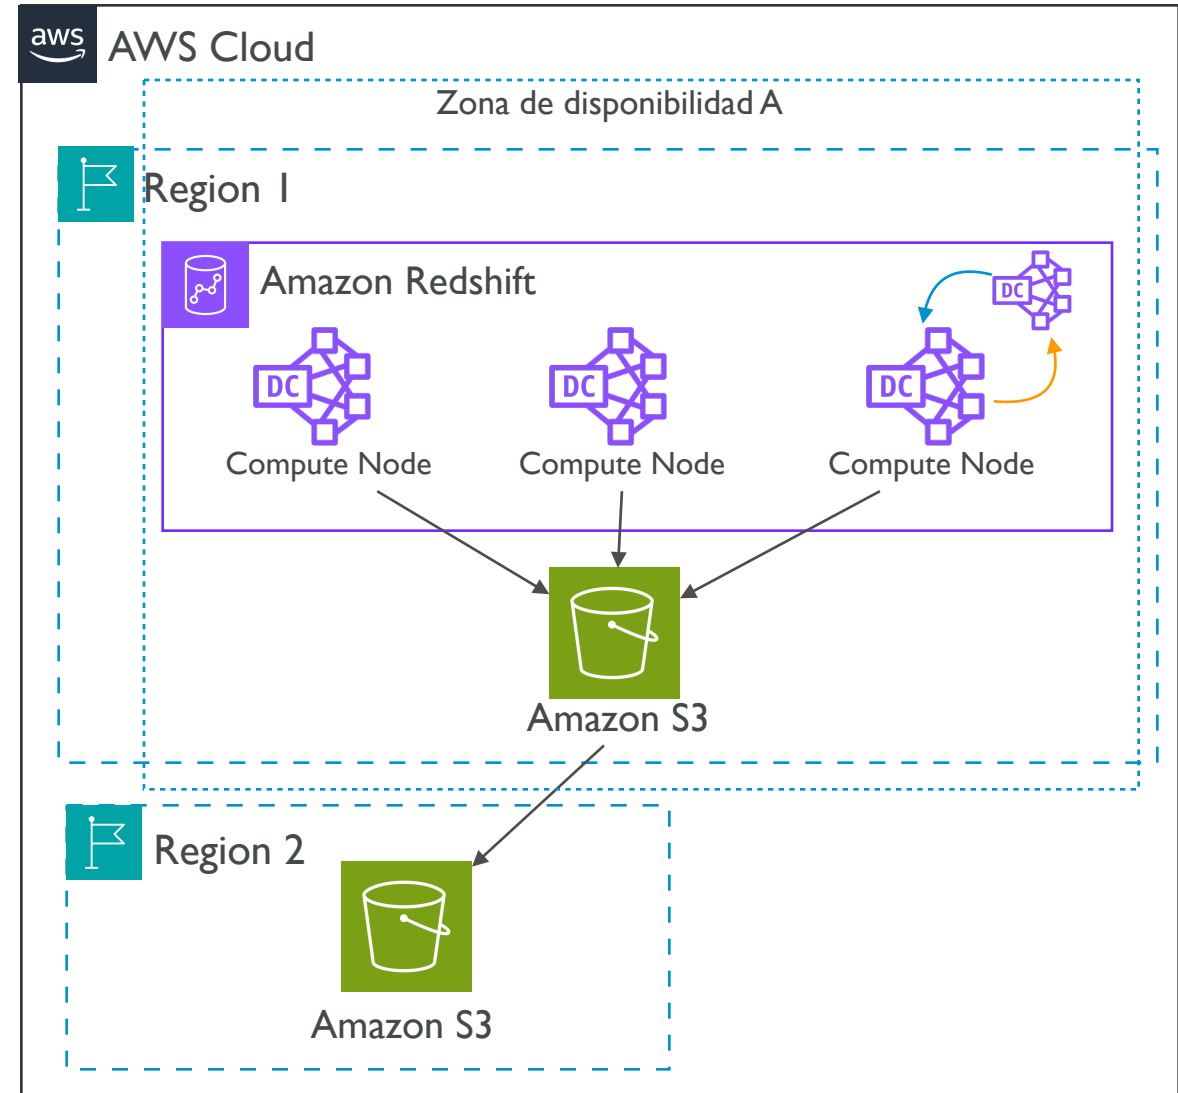 aws
AWS Cloud
Zona de disponibilidad A
Region 1
Amazon Redshift
DC
DC
DC
DC
Compute Node
Compute Node
Compute Node
Amazon S3
Region 2
Amazon S3